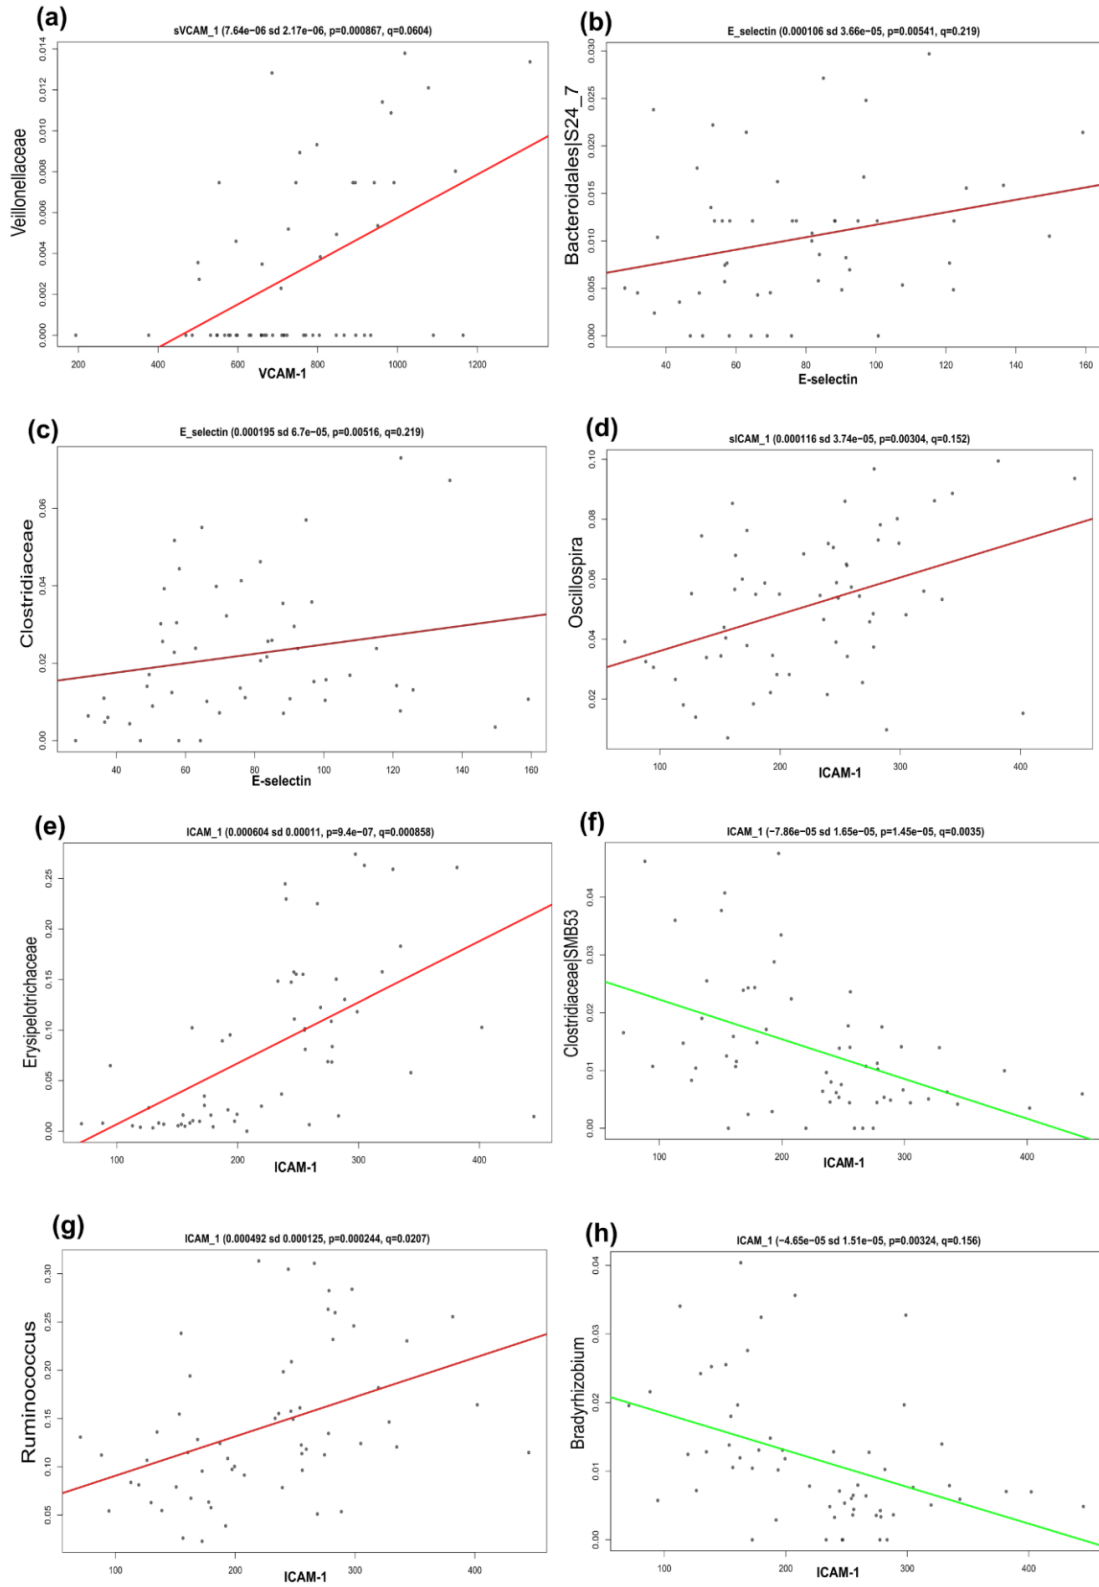 (a)
sVCAM_1 (7.64e-06 sd 2.17e-06, p=0.000867, q=0.0604)
Veillonellaceae
0.014
0.012
0.010
0.008
0.006
0.004
0.002
0.000
200 400 600 800 1000 1200
VCAM-1
(b)
E_selectin (0.000106 sd 3.66e-05, p=0.00541, q=0.219)
Bacteroidales|S24_7
0.030
0.025
0.020
0.015
0.010
0.005
0.000
40 60 80 100 120 140 160
E-selectin
(c)
E_selectin (0.000195 sd 6.7e-05, p=0.00516, q=0.219)
Clostridiaceae
0.06
0.04
0.02
0.00
40 60 80 100 120 140 160
E-selectin
(d)
sICAM_1 (0.000116 sd 3.74e-05, p=0.00304, q=0.152)
Oscillospira
0.10
0.08
0.06
0.04
0.02
100 200 300 400
ICAM-1
(e)
ICAM_1 (0.000604 sd 0.00011, p=9.4e-07, q=0.000858)
Erysipelotrichaceae
0.25
0.20
0.15
0.10
0.05
0.00
100 200 300 400
ICAM-1
(f)
ICAM_1 (-7.86e-05 sd 1.65e-05, p=1.45e-05, q=0.0035)
Clostridiaceae|SMB53
0.04
0.03
0.02
0.01
0.00
100 200 300 400
ICAM-1
(g)
ICAM_1 (0.000492 sd 0.000125, p=0.000244, q=0.0207)
Ruminococcus
0.30
0.25
0.20
0.15
0.10
0.05
100 200 300 400
ICAM-1
(h)
ICAM_1 (-4.65e-05 sd 1.51e-05, p=0.00324, q=0.156)
Bradyrhizobium
0.04
0.03
0.02
0.01
0.00
100 200 300 400
ICAM-1